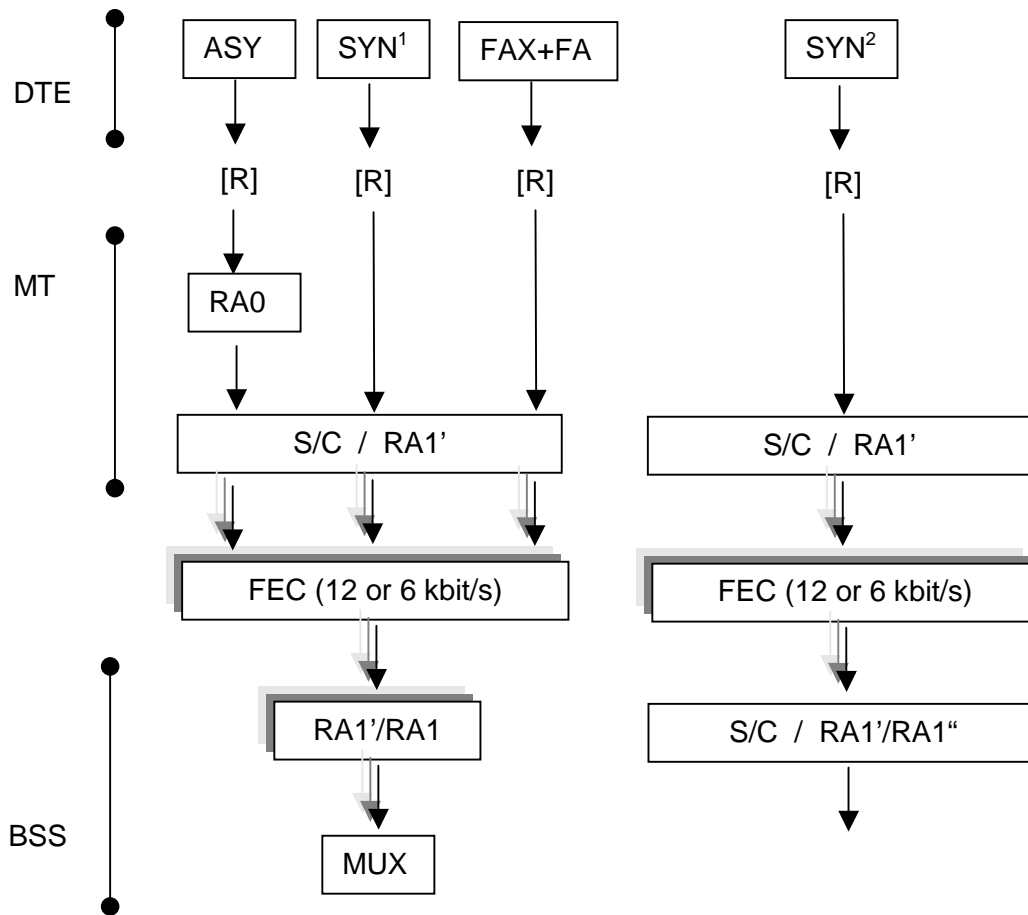 ASY SYN¹ FAX+FA SYN²
DTE
[R] [R] [R] [R]
MT
RA0
S/C / RA1’ S/C / RA1’
FEC (12 or 6 kbit/s) FEC (12 or 6 kbit/s)
RA1’/RA1 S/C / RA1’/RA1“
BSS
MUX